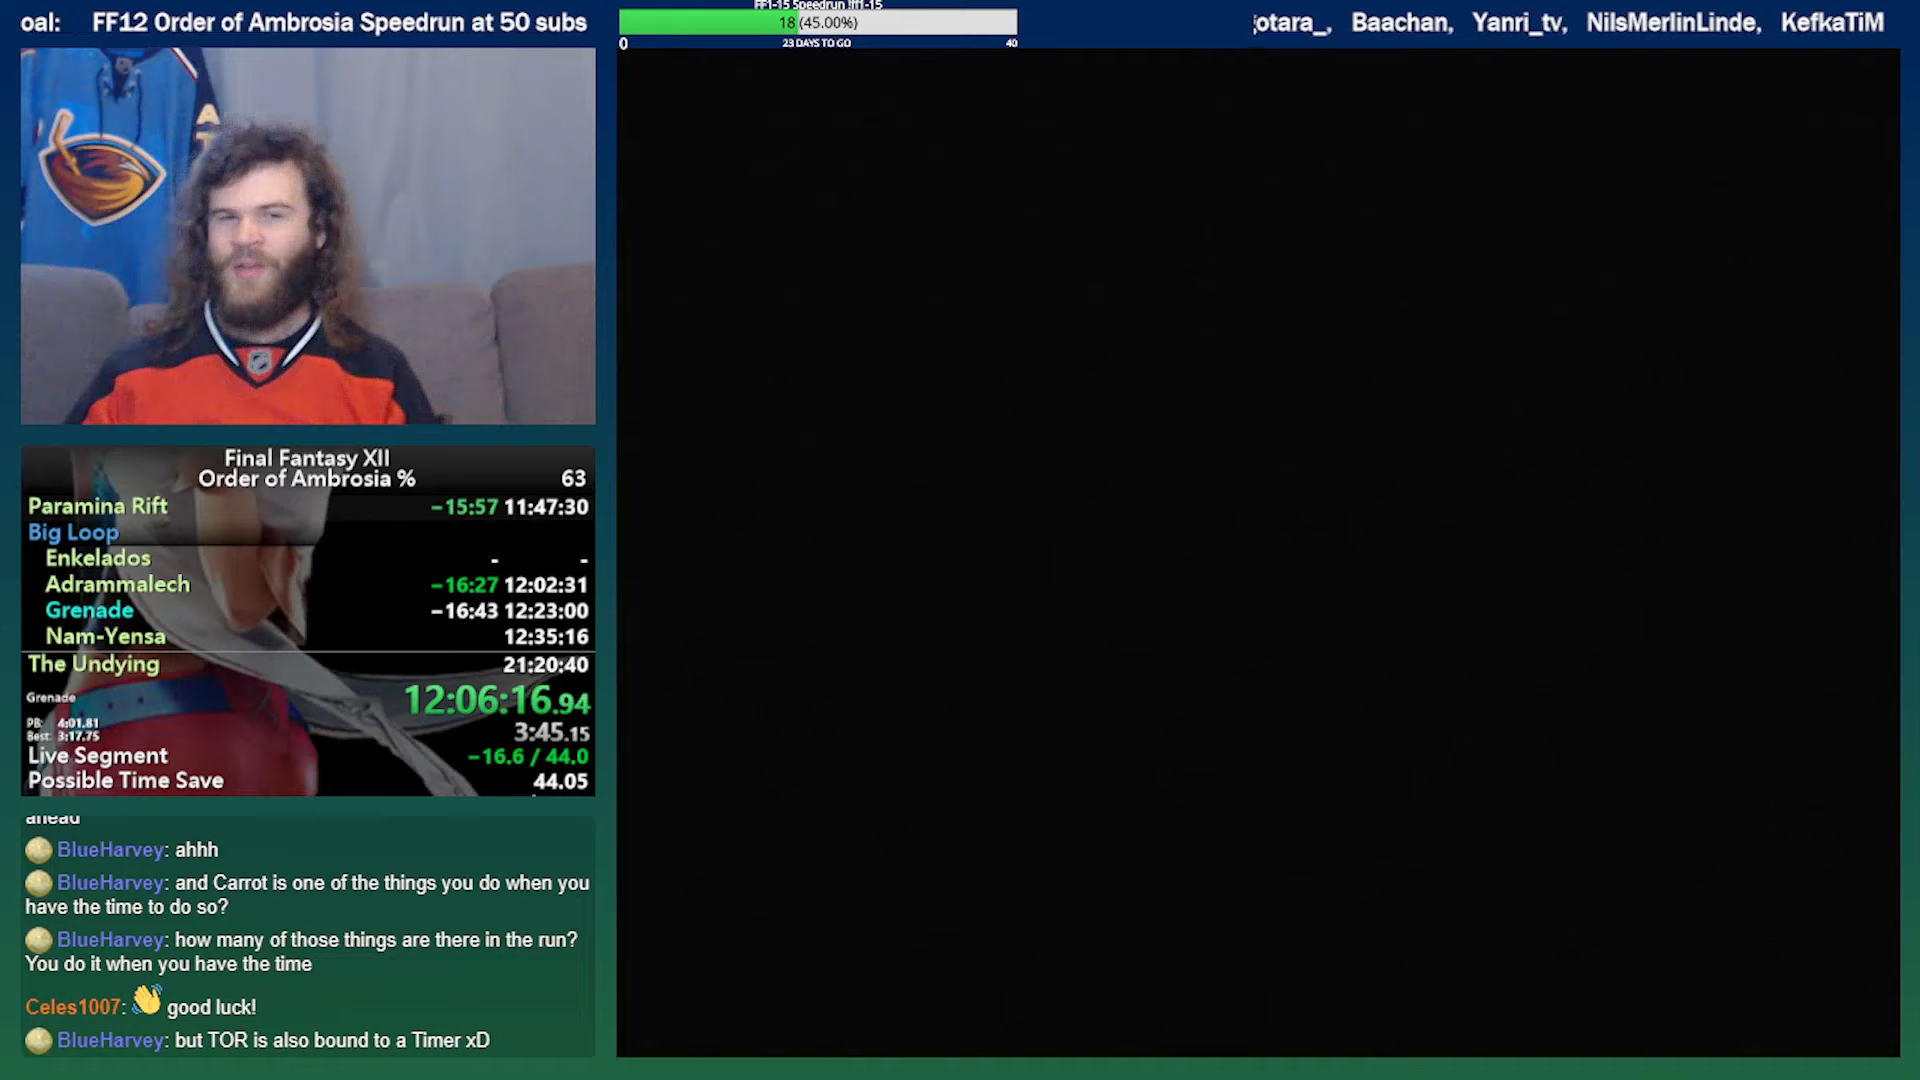 oal: FF12 Order of Ambrosia Speedrun at 50 subs
FF1-15 Speedrun !ff1-15
18 (45.00%)
0 23 DAYS TO GO 40
otara_, Baachan, Yanri_tv, NilsMerlinLinde, KefkaTiM
Final Fantasy XII
Order of Ambrosia % 63
Paramina Rift -15:57 11:47:30
Big Loop
Enkelados - -
Adrammalech -16:27 12:02:31
Grenade -16:43 12:23:00
Nam-Yensa 12:35:16
The Undying 21:20:40
Grenade 12:06:16.94
PB: 4:01.81
Best: 3:17.75 3:45.15
Live Segment -16.6 / 44.0
Possible Time Save 44.05
ahead
BlueHarvey: ahhh
BlueHarvey: and Carrot is one of the things you do when you
have the time to do so?
BlueHarvey: how many of those things are there in the run?
You do it when you have the time
Celes1007: 👋 good luck!
BlueHarvey: but TOR is also bound to a Timer xD